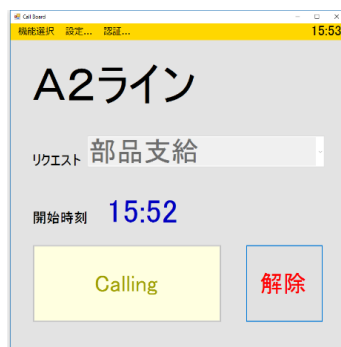 Call Board
機能選択 設定... 認証... 15:53
A2ライン
リクエスト 部品支給
開始時刻 15:52
Calling 解除